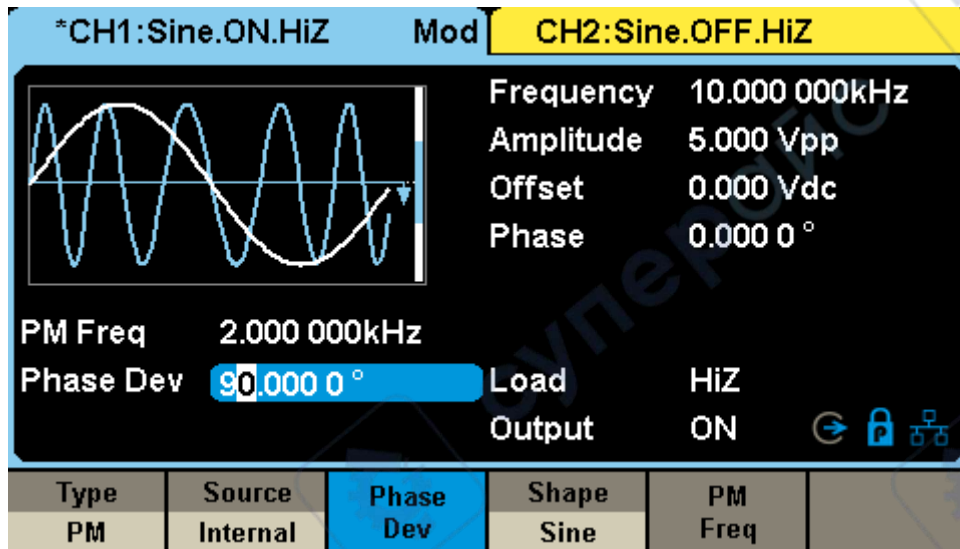 *CH1:Sine.ON.HiZ Mod CH2:Sine.OFF.HiZ
Frequency 10.000 000kHz
Amplitude 5.000 Vpp
Offset 0.000 Vdc
Phase 0.000 0 °
PM Freq 2.000 000kHz
Phase Dev 90.000 0 °
Load HiZ
Output ON
P
Type Source Phase Dev Shape PM Freq
PM Internal Sine
суперайс